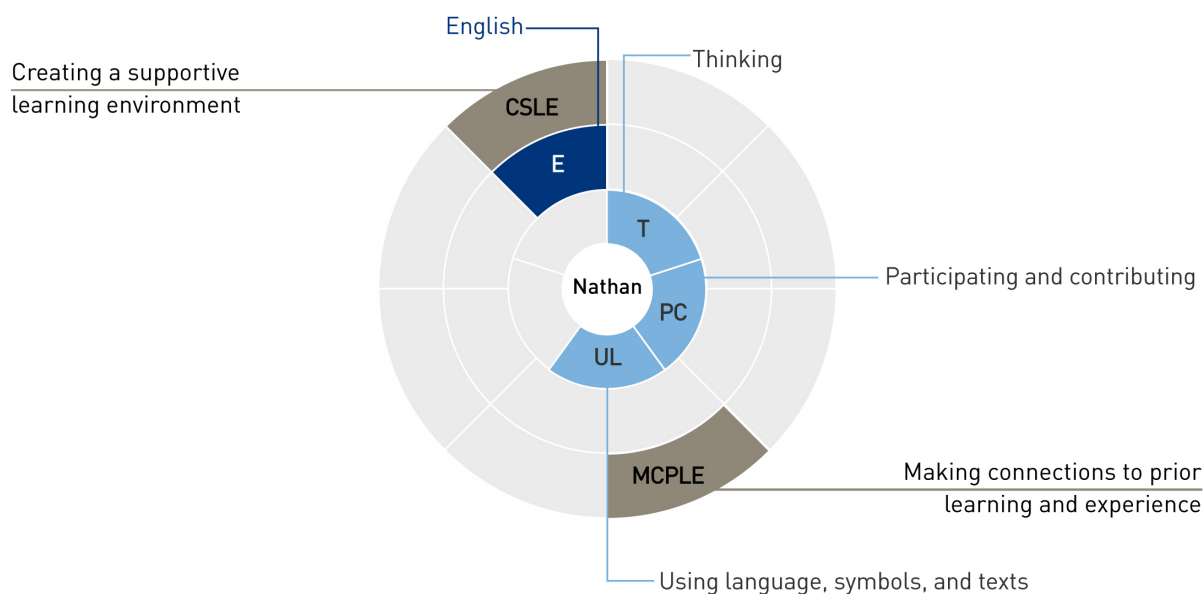 English
Thinking
Creating a supportive
learning environment
CSLE
E
T
Nathan
Participating and contributing
PC
UL
MCPLE
Making connections to prior
learning and experience
Using language, symbols, and texts